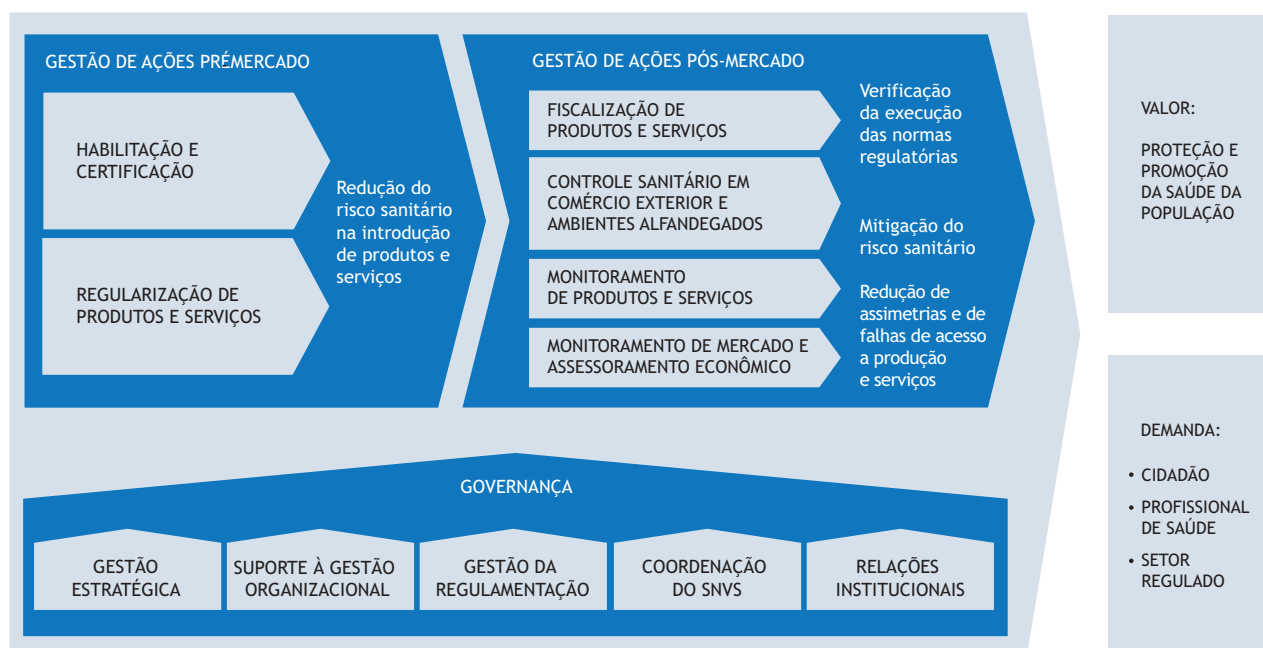 GESTÃO DE AÇÕES PRÉMERCADO
HABILITAÇÃO E
CERTIFICAÇÃO
REGULARIZAÇÃO DE
PRODUTOS E SERVIÇOS
Redução do
risco sanitário
na introdução
de produtos e
serviços
GESTÃO DE AÇÕES PÓS-MERCADO
FISCALIZAÇÃO DE
PRODUTOS E SERVIÇOS
CONTROLE SANITÁRIO EM
COMÉRCIO EXTERIOR E
AMBIENTES ALFANDEGADOS
MONITORAMENTO
DE PRODUTOS E SERVIÇOS
MONITORAMENTO DE MERCADO E
ASSESSORAMENTO ECONÔMICO
Verificação
da execução
das normas
regulatórias
Mitigação do
risco sanitário
Redução de
assimetrias e de
falhas de acesso
a produção
e serviços
VALOR:
PROTEÇÃO E
PROMOÇÃO
DA SAÚDE DA
POPULAÇÃO
DEMANDA:
• CIDADÃO
• PROFISSIONAL
DE SAÚDE
• SETOR
REGULADO
GOVERNANÇA
GESTÃO
ESTRATÉGICA
SUPORTE À GESTÃO
ORGANIZACIONAL
GESTÃO DA
REGULAMENTAÇÃO
COORDENAÇÃO
DO SNVS
RELAÇÕES
INSTITUCIONAIS